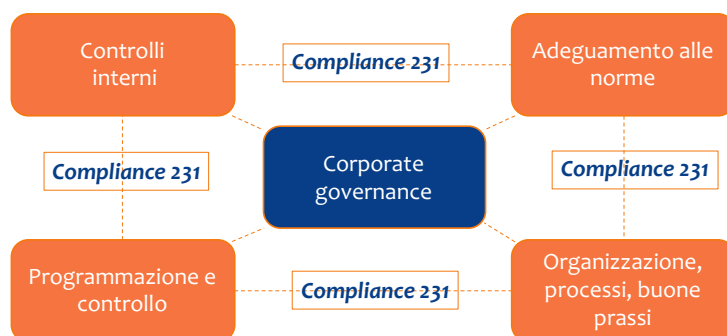 Controlli
interni
Compliance 231
Adeguamento alle
norme
Compliance 231
Corporate
governance
Compliance 231
Programmazione e
controllo
Compliance 231
Organizzazione,
processi, buone
prassi